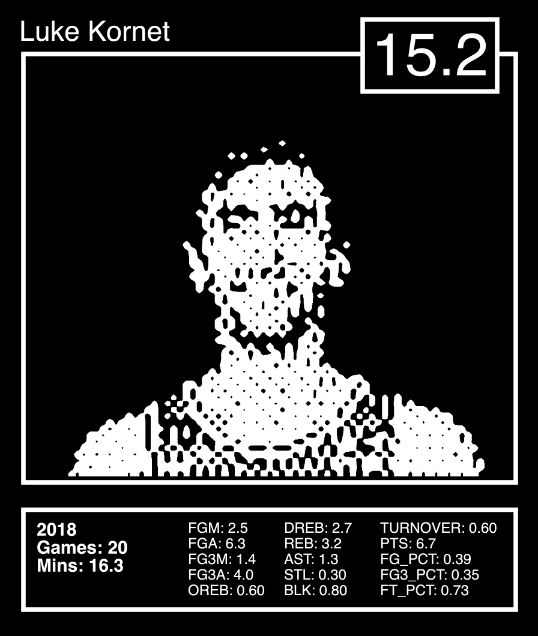 Luke Kornet
15.2
2018
Games: 20
Mins: 16.3
FGM: 2.5
FGA: 6.3
FG3M: 1.4
FG3A: 4.0
OREB: 0.60
DREB: 2.7
REB: 3.2
AST: 1.3
STL: 0.30
BLK: 0.80
TURNOVER: 0.60
PTS: 6.7
FG_PCT: 0.39
FG3_PCT: 0.35
FT_PCT: 0.73